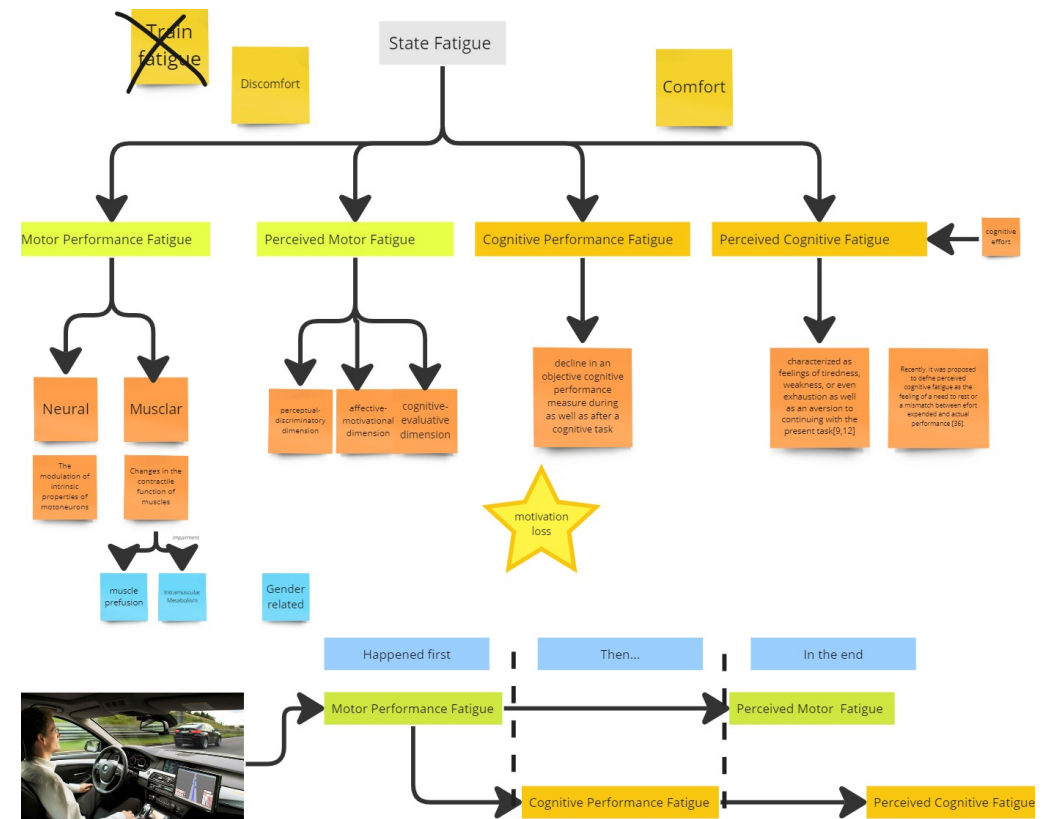 Train
fatigue
State Fatigue
Discomfort
Comfort
Motor Performance Fatigue
Perceived Motor Fatigue
Cognitive Performance Fatigue
Perceived Cognitive Fatigue
cognitive
effort
Neural
Musclar
perceptual-
discriminatory
dimension
affective-
motivational
dimension
cognitive-
evaluative
dimension
decline in an
objective cognitive
performance
measure during
as well as after a
cognitive task
characterized as
feelings of tiredness,
weakness, or even
exhaustion as well
as an aversion to
continuing with the
present task[9,12]
Recently, it was proposed
to defne perceived
cognitive fatigue as the
feeling of a need to rest or
a mismatch between efort
expended and actual
performance [36].
The
modulation of
intrinsic
properties of
motoneurons
Changes in the
contractile
function of
muscles
motivation
loss
impairment
muscle
prefusion
Intramuscular
Metabolism
Gender
related
Happened first
Then...
In the end
Motor Performance Fatigue
Perceived Motor Fatigue
Cognitive Performance Fatigue
Perceived Cognitive Fatigue